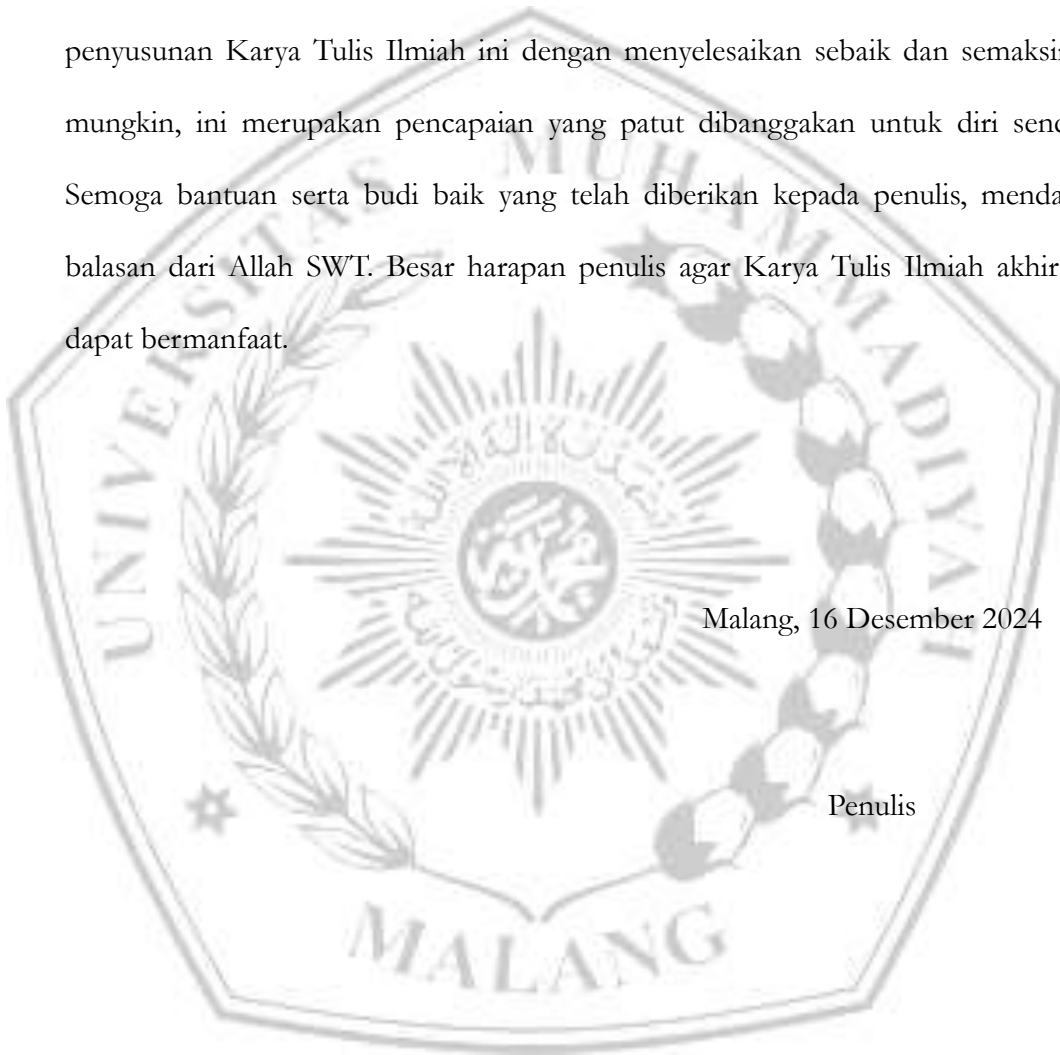 penyusunan Karya Tulis Ilmiah ini dengan menyelesaikan sebaik dan
mungkin, ini merupakan pencapaian yang patut dibanggakan untuk diri
Semoga bantuan serta budi baik yang telah diberikan kepada penulis,
balasan dari Allah SWT. Besar harapan penulis agar Karya Tulis Ilmiah akhir
dapat bermanfaat.
UNIVERSITAS MUHAMMADIYAH
Malang, 16 Desember 2024
Penulis
MALANG